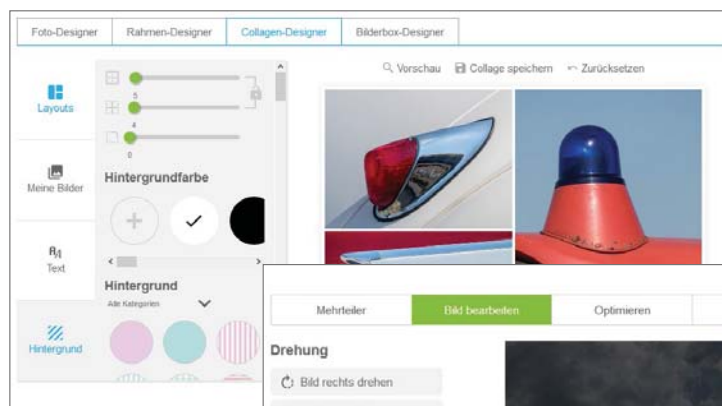 Foto-Designer Rahmen-Designer Collagen-Designer Bilderbox-Designer
Vorschau Collage speichern Zurücksetzen
Layouts
Meine Bilder
Text
Hintergrund
5
4
0
Hintergrundfarbe
Hintergrund
Alle Kategorien
Mehrteiler Bild bearbeiten Optimieren
Drehung
Bild rechts drehen